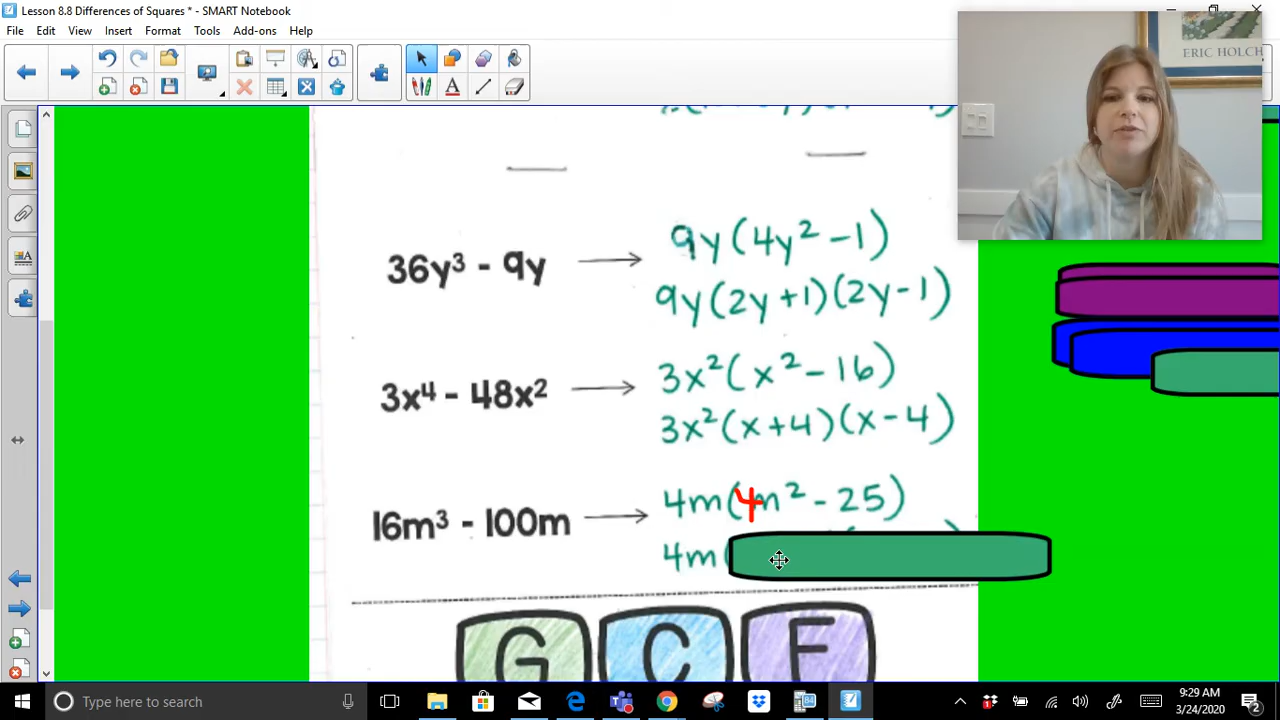 Lesson 8.8 Differences of Squares * - SMART Notebook
File Edit View Insert Format Tools Add-ons Help
ERIC HOLCH
36y³ - 9y → 9y(4y² - 1)
9y(2y + 1)(2y - 1)
3x⁴ - 48x² → 3x²(x² - 16)
3x²(x + 4)(x - 4)
16m³ - 100m → 4m(4m² - 25)
4m(
G C F
Type here to search
3:29 AM
3/24/2020
2